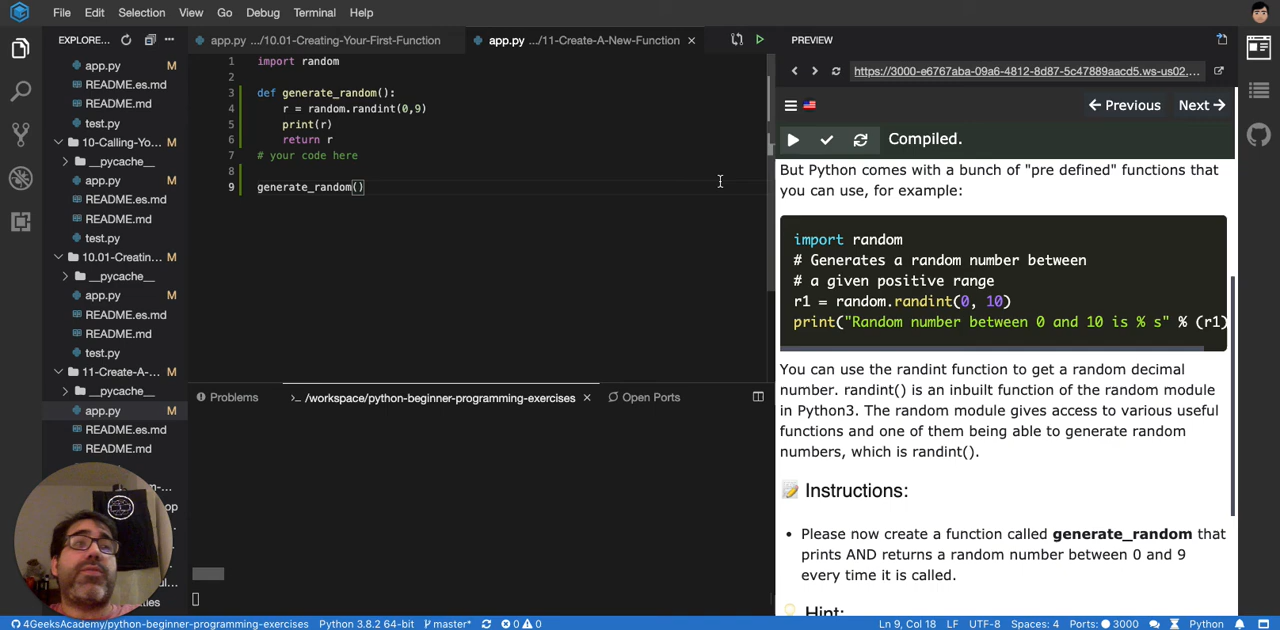 File Edit Selection View Go Debug Terminal Help
EXPLORE...
app.py M
README.es.md
README.md
test.py
10-Calling-Yo...
__pycache__
app.py M
README.es.md
README.md
test.py
10.01-Creatin...
__pycache__
app.py M
README.es.md
README.md
test.py
11-Create-A-...
__pycache__
app.py M
README.es.md
README.md
app.py .../10.01-Creating-Your-First-Function
app.py .../11-Create-A-New-Function
1 import random
2
3 def generate_random():
4 r = random.randint(0,9)
5 print(r)
6 return r
7 # your code here
8
9 generate_random()
Problems
>_ /workspace/python-beginner-programming-exercises
Open Ports
PREVIEW
https://3000-e6767aba-09a6-4812-8d87-5c47889aacd5.ws-us02....
← Previous Next →
Compiled.
But Python comes with a bunch of "pre defined" functions that
you can use, for example:
import random
# Generates a random number between
# a given positive range
r1 = random.randint(0, 10)
print("Random number between 0 and 10 is % s" % (r1)
You can use the randint function to get a random decimal
number. randint() is an inbuilt function of the random module
in Python3. The random module gives access to various useful
functions and one of them being able to generate random
numbers, which is randint().
Instructions:
• Please now create a function called generate_random that
prints AND returns a random number between 0 and 9
every time it is called.
Hint:
4GeeksAcademy/python-beginner-programming-exercises Python 3.8.2 64-bit master* 0 0 Ln 9, Col 18 LF UTF-8 Spaces: 4 Ports: 3000 Python